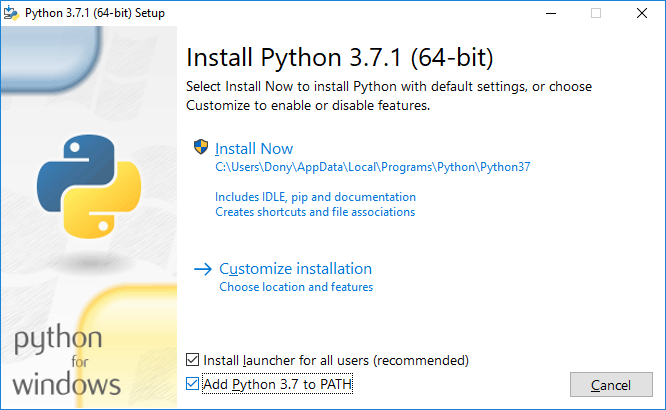 Python 3.7.1 (64-bit) Setup
Install Python 3.7.1 (64-bit)
Select Install Now to install Python with default settings, or choose
Customize to enable or disable features.
Install Now
C:\Users\Dony\AppData\Local\Programs\Python\Python37
Includes IDLE, pip and documentation
Creates shortcuts and file associations
Customize installation
Choose location and features
python
for
windows
Install launcher for all users (recommended)
Add Python 3.7 to PATH
Cancel